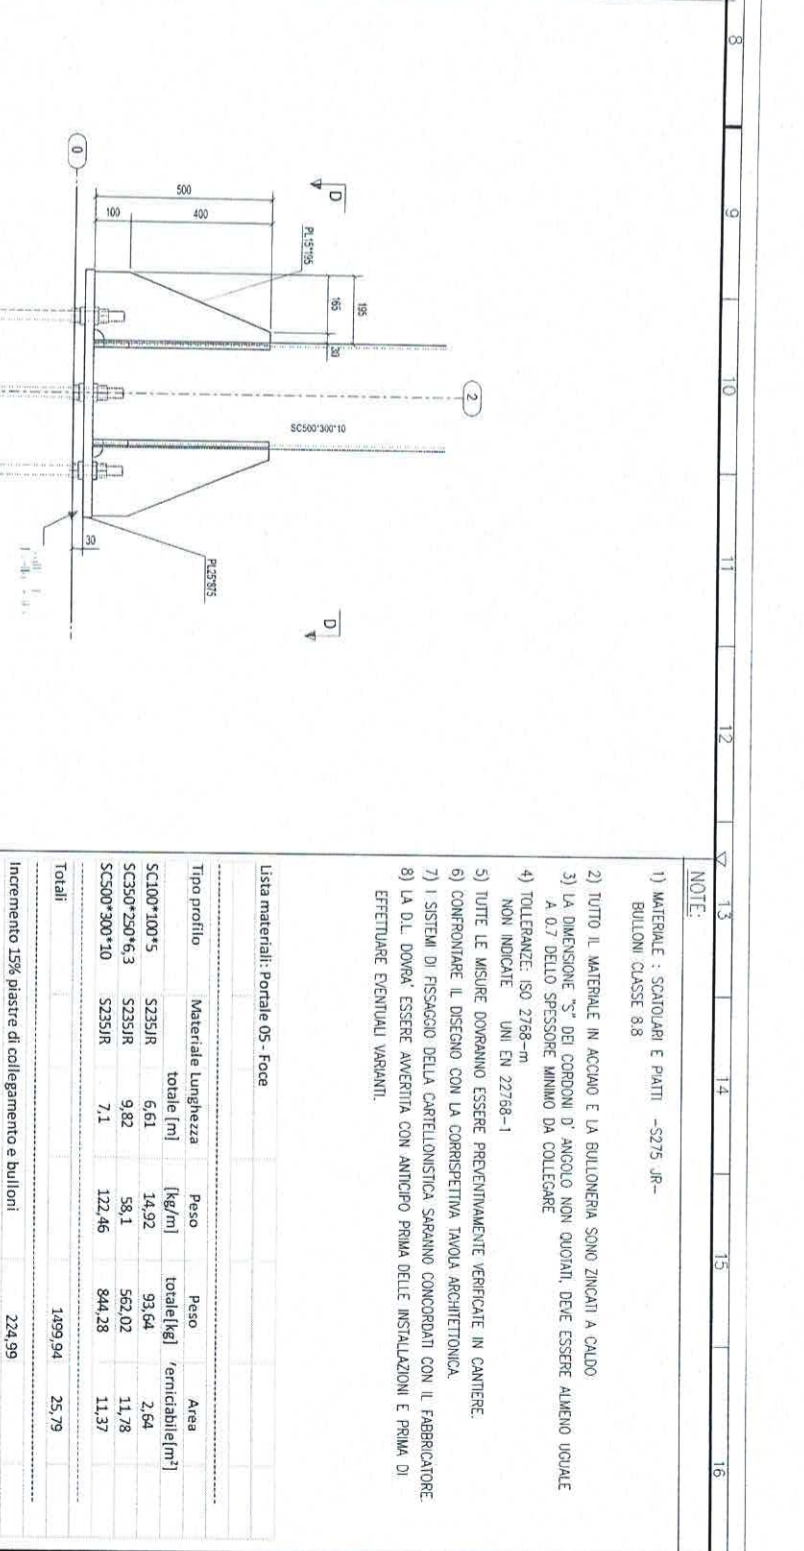 8
9
10
11
12
13
14
15
16
0
500
100
400
D
PL15*195
195
165
30
2
SC500*300*10
PL25*875
30
D
NOTE:
1) MATERIALE : SCATOLARI E PIATTI -S275 JR-
BULLONI CLASSE 8.8
2) TUTTO IL MATERIALE IN ACCIAIO E LA BULLONERIA SONO ZINCATI A CALDO
3) LA DIMENSIONE "S" DEI CORDONI D' ANGOLO NON QUOTATI, DEVE ESSERE ALMENO UGUALE
A 0.7 DELLO SPESSORE MINIMO DA COLLEGARE
4) TOLLERANZE: ISO 2768-m
NON INDICATE UNI EN 22768-1
5) TUTTE LE MISURE DOVRANNO ESSERE PREVENTIVAMENTE VERIFICATE IN CANTIERE.
6) CONFRONTARE IL DISEGNO CON LA CORRISPETTIVA TAVOLA ARCHITETTONICA.
7) I SISTEMI DI FISSAGGIO DELLA CARTELLONISTICA SARANNO CONCORDATI CON IL FABBRICATORE
8) LA D.L. DOVRA' ESSERE AVVERTITA CON ANTICIPO PRIMA DELLE INSTALLAZIONI E PRIMA DI
EFFETTUARE EVENTUALI VARIANTI.
Lista materiali: Portale 05 - Foce
Tipo profilo Materiale Lunghezza Peso Peso Area
totale [m] [kg/m] totale[kg] 'erniciabile[m²]
SC100*100*5 S235JR 6,61 14,92 93,64 2,64
SC350*250*6,3 S235JR 9,82 58,1 562,02 11,78
SC500*300*10 S235JR 7,1 122,46 844,28 11,37
Totali 1499,94 25,79
Incremento 15% piastre di collegamento e bulloni 224,99